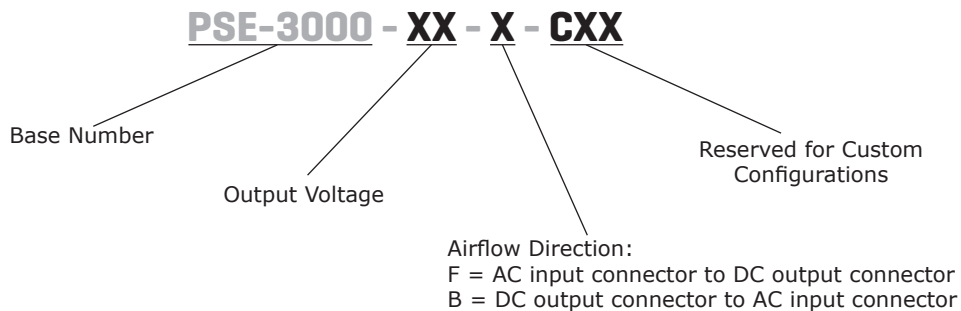 PSE-3000 - XX - X - CXX
Base Number
Output Voltage
Reserved for Custom
Configurations
Airflow Direction:
F = AC input connector to DC output connector
B = DC output connector to AC input connector